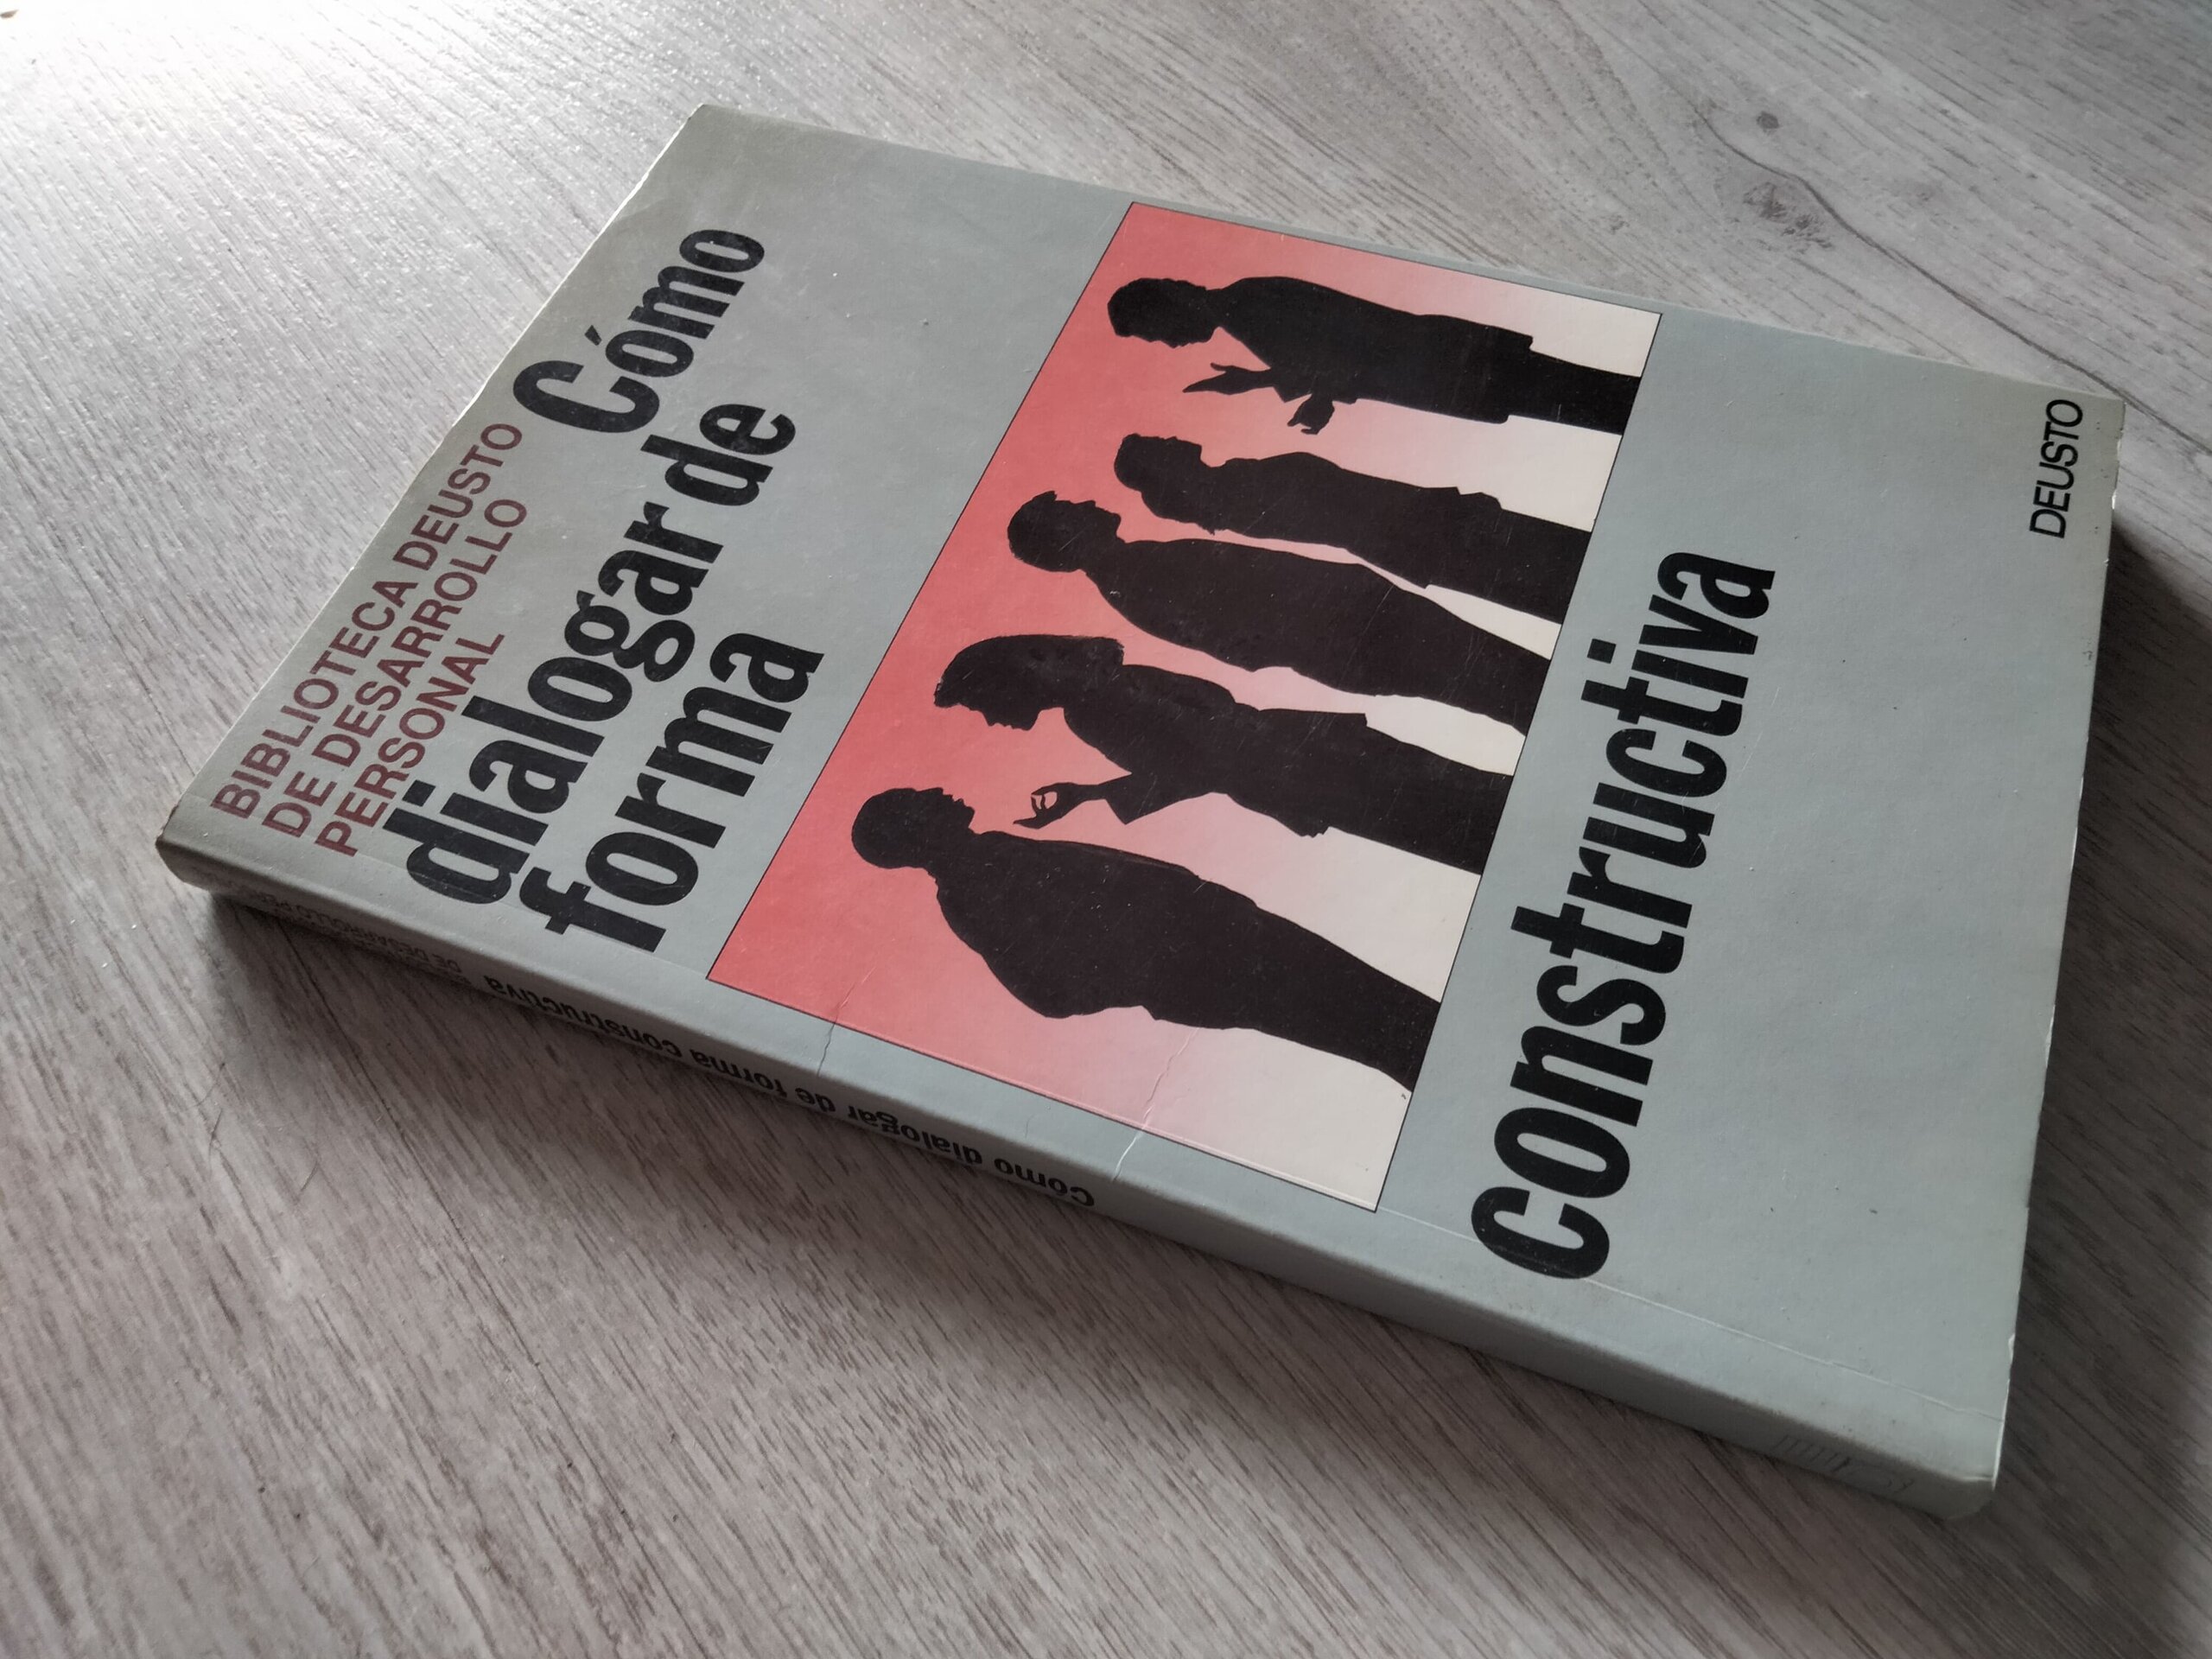 BIBLIOTECA DEUSTO
DE DESARROLLO
PERSONAL
Cómo
dialogar de
forma
constructiva
DEUSTO
Cómo dialogar de forma constructiva